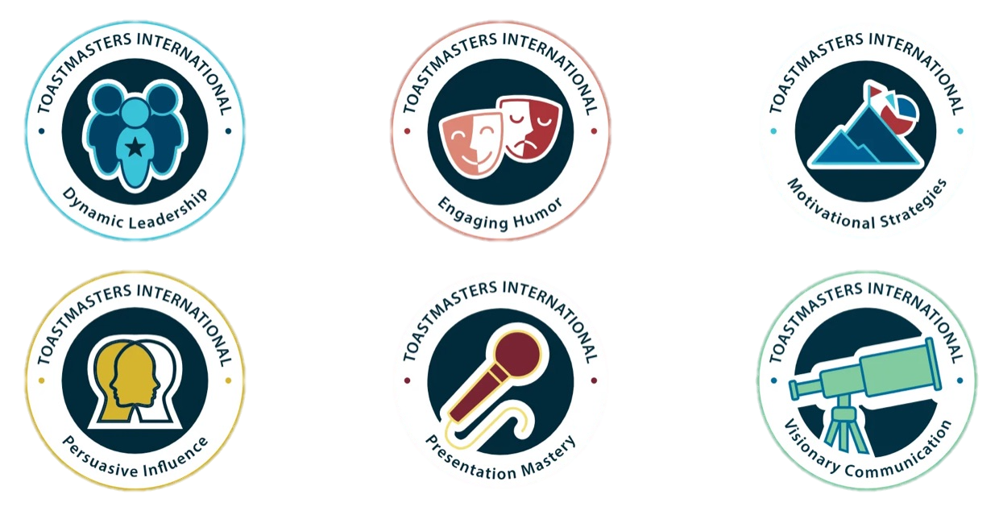 TOASTMASTERS INTERNATIONAL
Dynamic Leadership
TOASTMASTERS INTERNATIONAL
Engaging Humor
TOASTMASTERS INTERNATIONAL
Motivational Strategies
TOASTMASTERS INTERNATIONAL
Persuasive Influence
TOASTMASTERS INTERNATIONAL
Presentation Mastery
TOASTMASTERS INTERNATIONAL
Visionary Communication